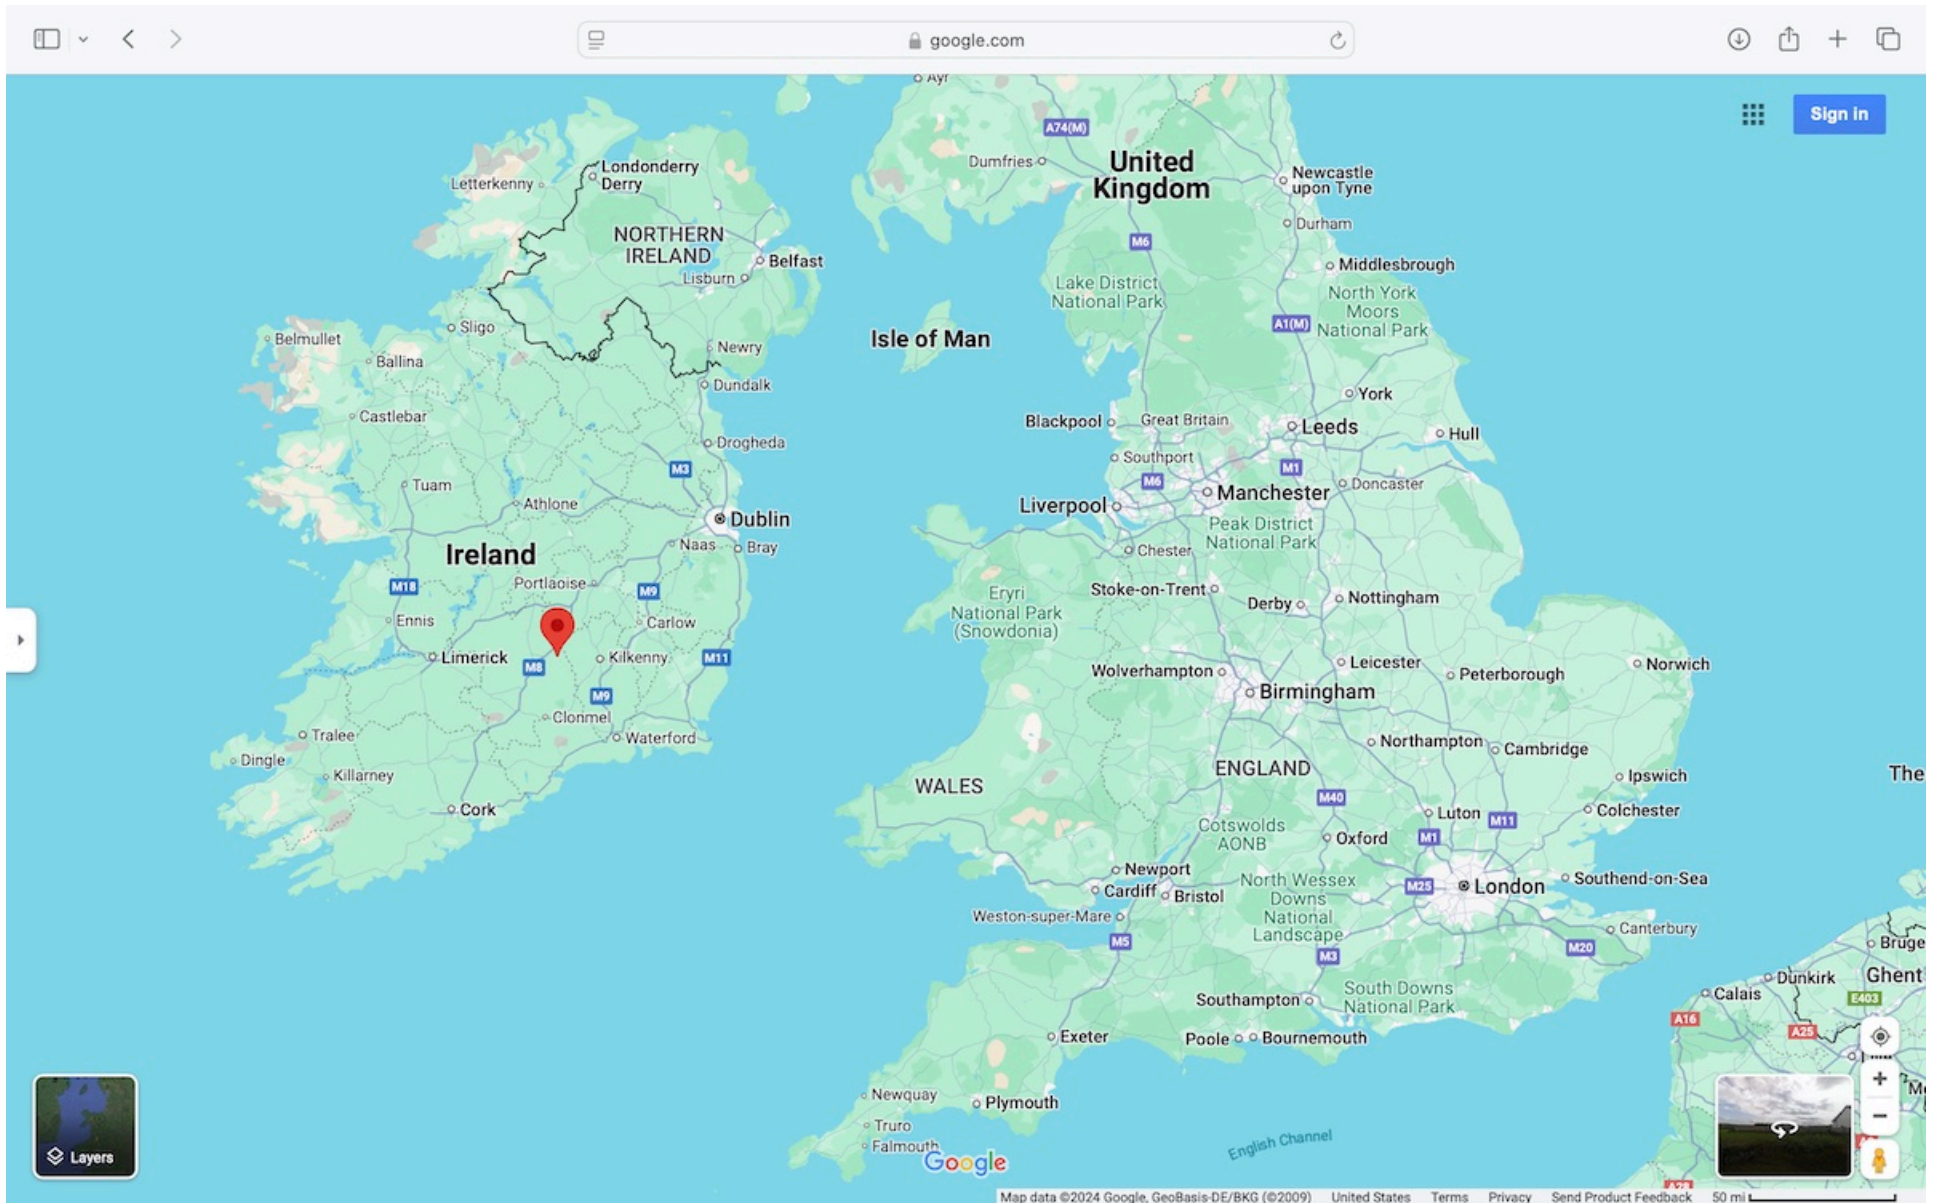 google.com
Sign in
Ayr
A74(M)
Dumfries
United
Kingdom
Newcastle
upon Tyne
Durham
Londonderry
Derry
Letterkenny
NORTHERN
IRELAND
Belfast
Lisburn
M6
Middlesbrough
Lake District
National Park
North York
Moors
National Park
A1(M)
Sligo
Belmullet
Ballina
Newry
Isle of Man
Dundalk
York
Castlebar
Blackpool
Great Britain
Leeds
Hull
Drogheda
Southport
M3
M6
M1
Tuam
Athlone
Manchester
Doncaster
Liverpool
Dublin
Peak District
National Park
Naas
Bray
Chester
Ireland
Portlaoise
M18
M9
Eryri
National Park
(Snowdonia)
Stoke-on-Trent
Derby
Nottingham
Ennis
Carlow
Limerick
M8
Kilkenny
M11
Leicester
Norwich
Wolverhampton
Peterborough
Birmingham
M9
Clonmel
Waterford
Tralee
Northampton
Cambridge
Dingle
Killarney
ENGLAND
Ipswich
The
WALES
M40
Cork
Luton
M11
Colchester
Cotswolds
AONB
Oxford
M1
Newport
Cardiff
Bristol
North Wessex
Downs
National
Landscape
M25
London
Southend-on-Sea
Weston-super-Mare
M5
Canterbury
M20
M3
Bruge
Dunkirk
Ghent
Calais
E403
South Downs
National Park
Southampton
A16
A25
Exeter
Poole
Bournemouth
Newquay
Plymouth
Truro
Falmouth
English Channel
Layers
Google
Map data ©2024 Google, GeoBasis-DE/BKG (©2009) United States Terms Privacy Send Product Feedback 50 mi